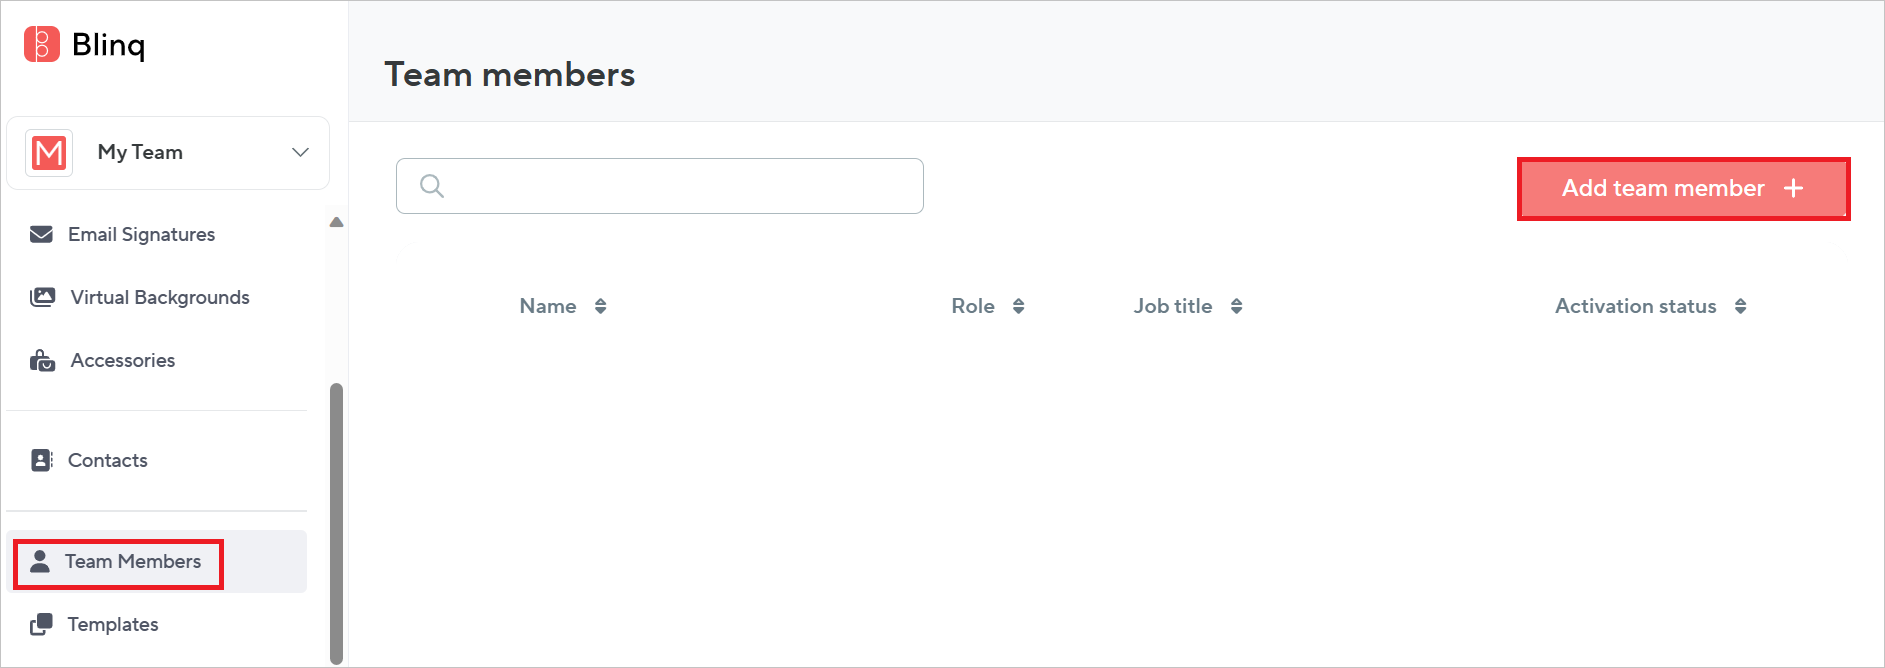 Blinq
M
My Team
Email Signatures
Virtual Backgrounds
Accessories
Contacts
Team Members
Templates
Team members
Add team member +
Name
Role
Job title
Activation status